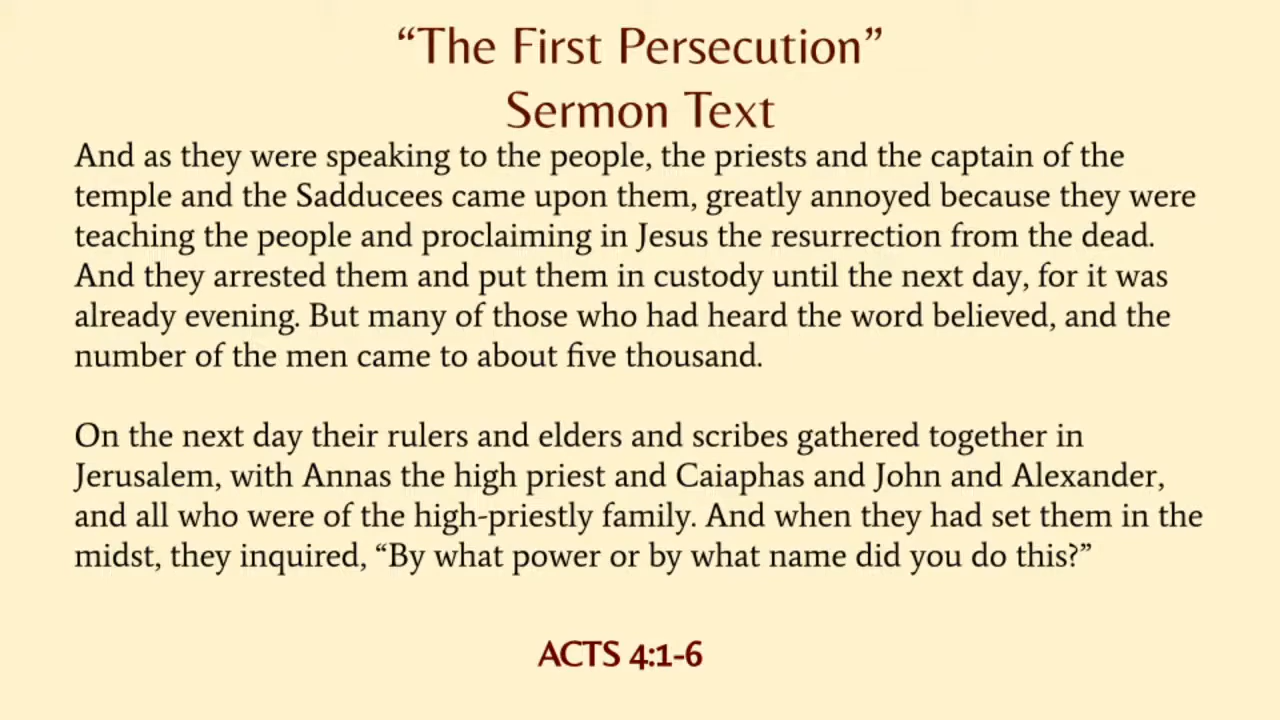 “The First Persecution”
Sermon Text
And as they were speaking to the people, the priests and the captain of the
temple and the Sadducees came upon them, greatly annoyed because they were
teaching the people and proclaiming in Jesus the resurrection from the dead.
And they arrested them and put them in custody until the next day, for it was
already evening. But many of those who had heard the word believed, and the
number of the men came to about five thousand.
On the next day their rulers and elders and scribes gathered together in
Jerusalem, with Annas the high priest and Caiaphas and John and Alexander,
and all who were of the high-priestly family. And when they had set them in the
midst, they inquired, “By what power or by what name did you do this?”
ACTS 4:1-6